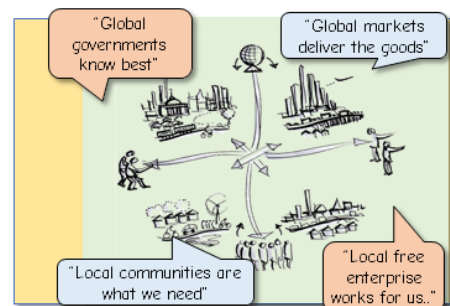 "Global
governments
know best"
"Global markets
deliver the goods"
"Local communities are
what we need"
"Local free
enterprise
works for us..."